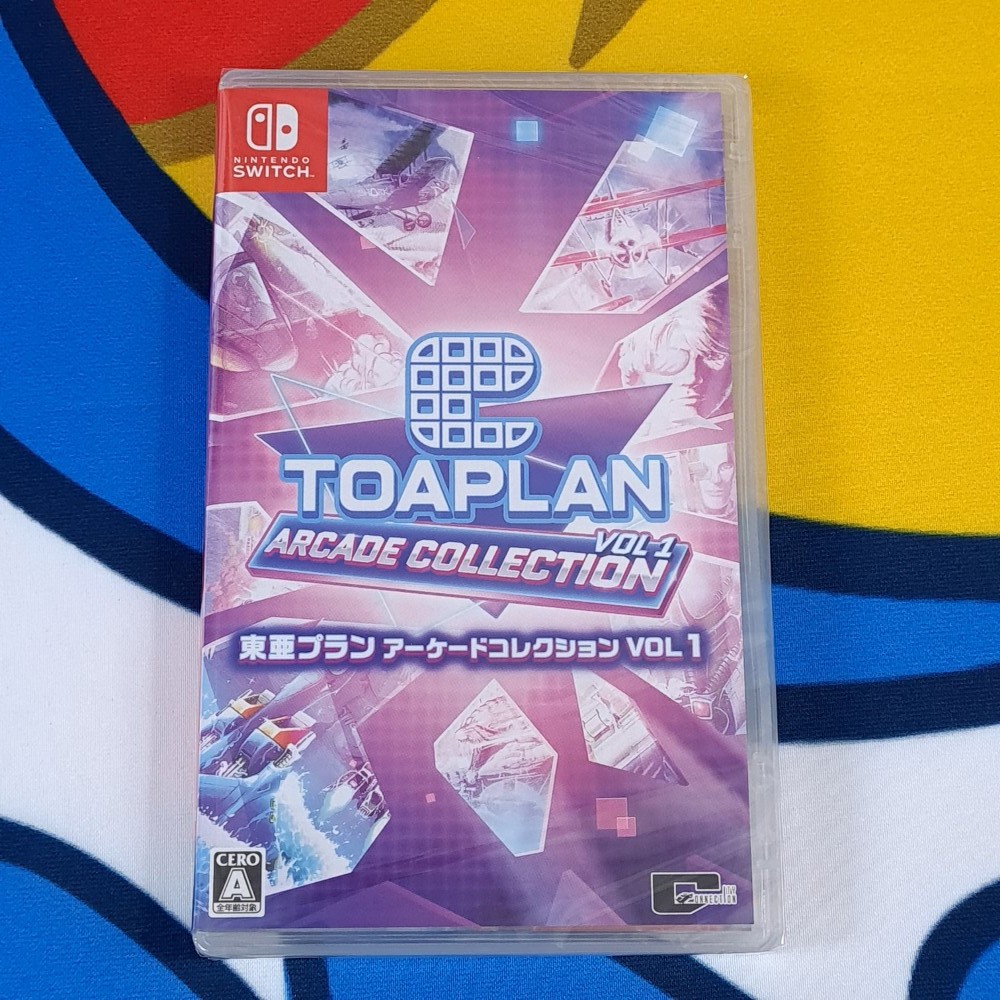 NINTENDO
SWITCH™
TOAPLAN
VOL 1
ARCADE COLLECTION
東亜プラン アーケードコレクション VOL 1
CERO
A
全年齢対象